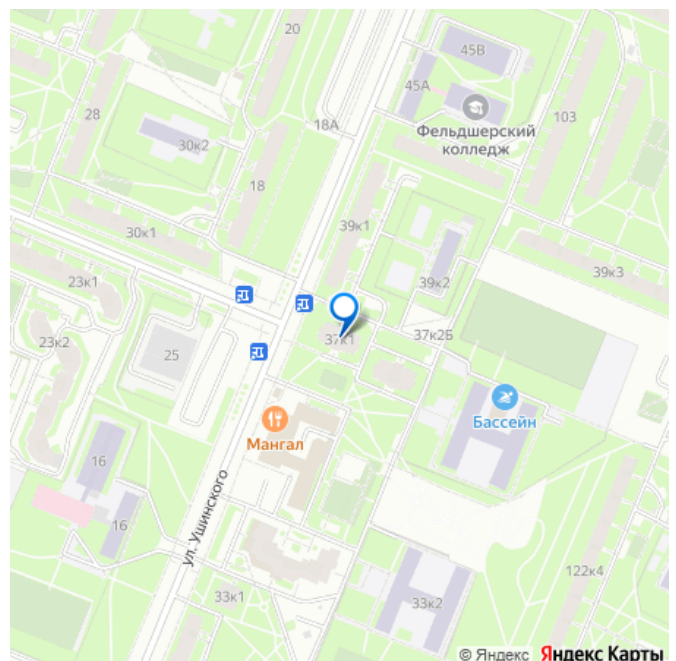 20
45В
45А
28
Фельдшерский
колледж
103
18А
30к2
18
39к1
30к1
39к2
39к3
23к1
37к1
37к2Б
23к2
25
Бассейн
Мангал
16
16
ул. Ушинского
33к1
33к2
122к4
© Яндекс Яндекс Карты